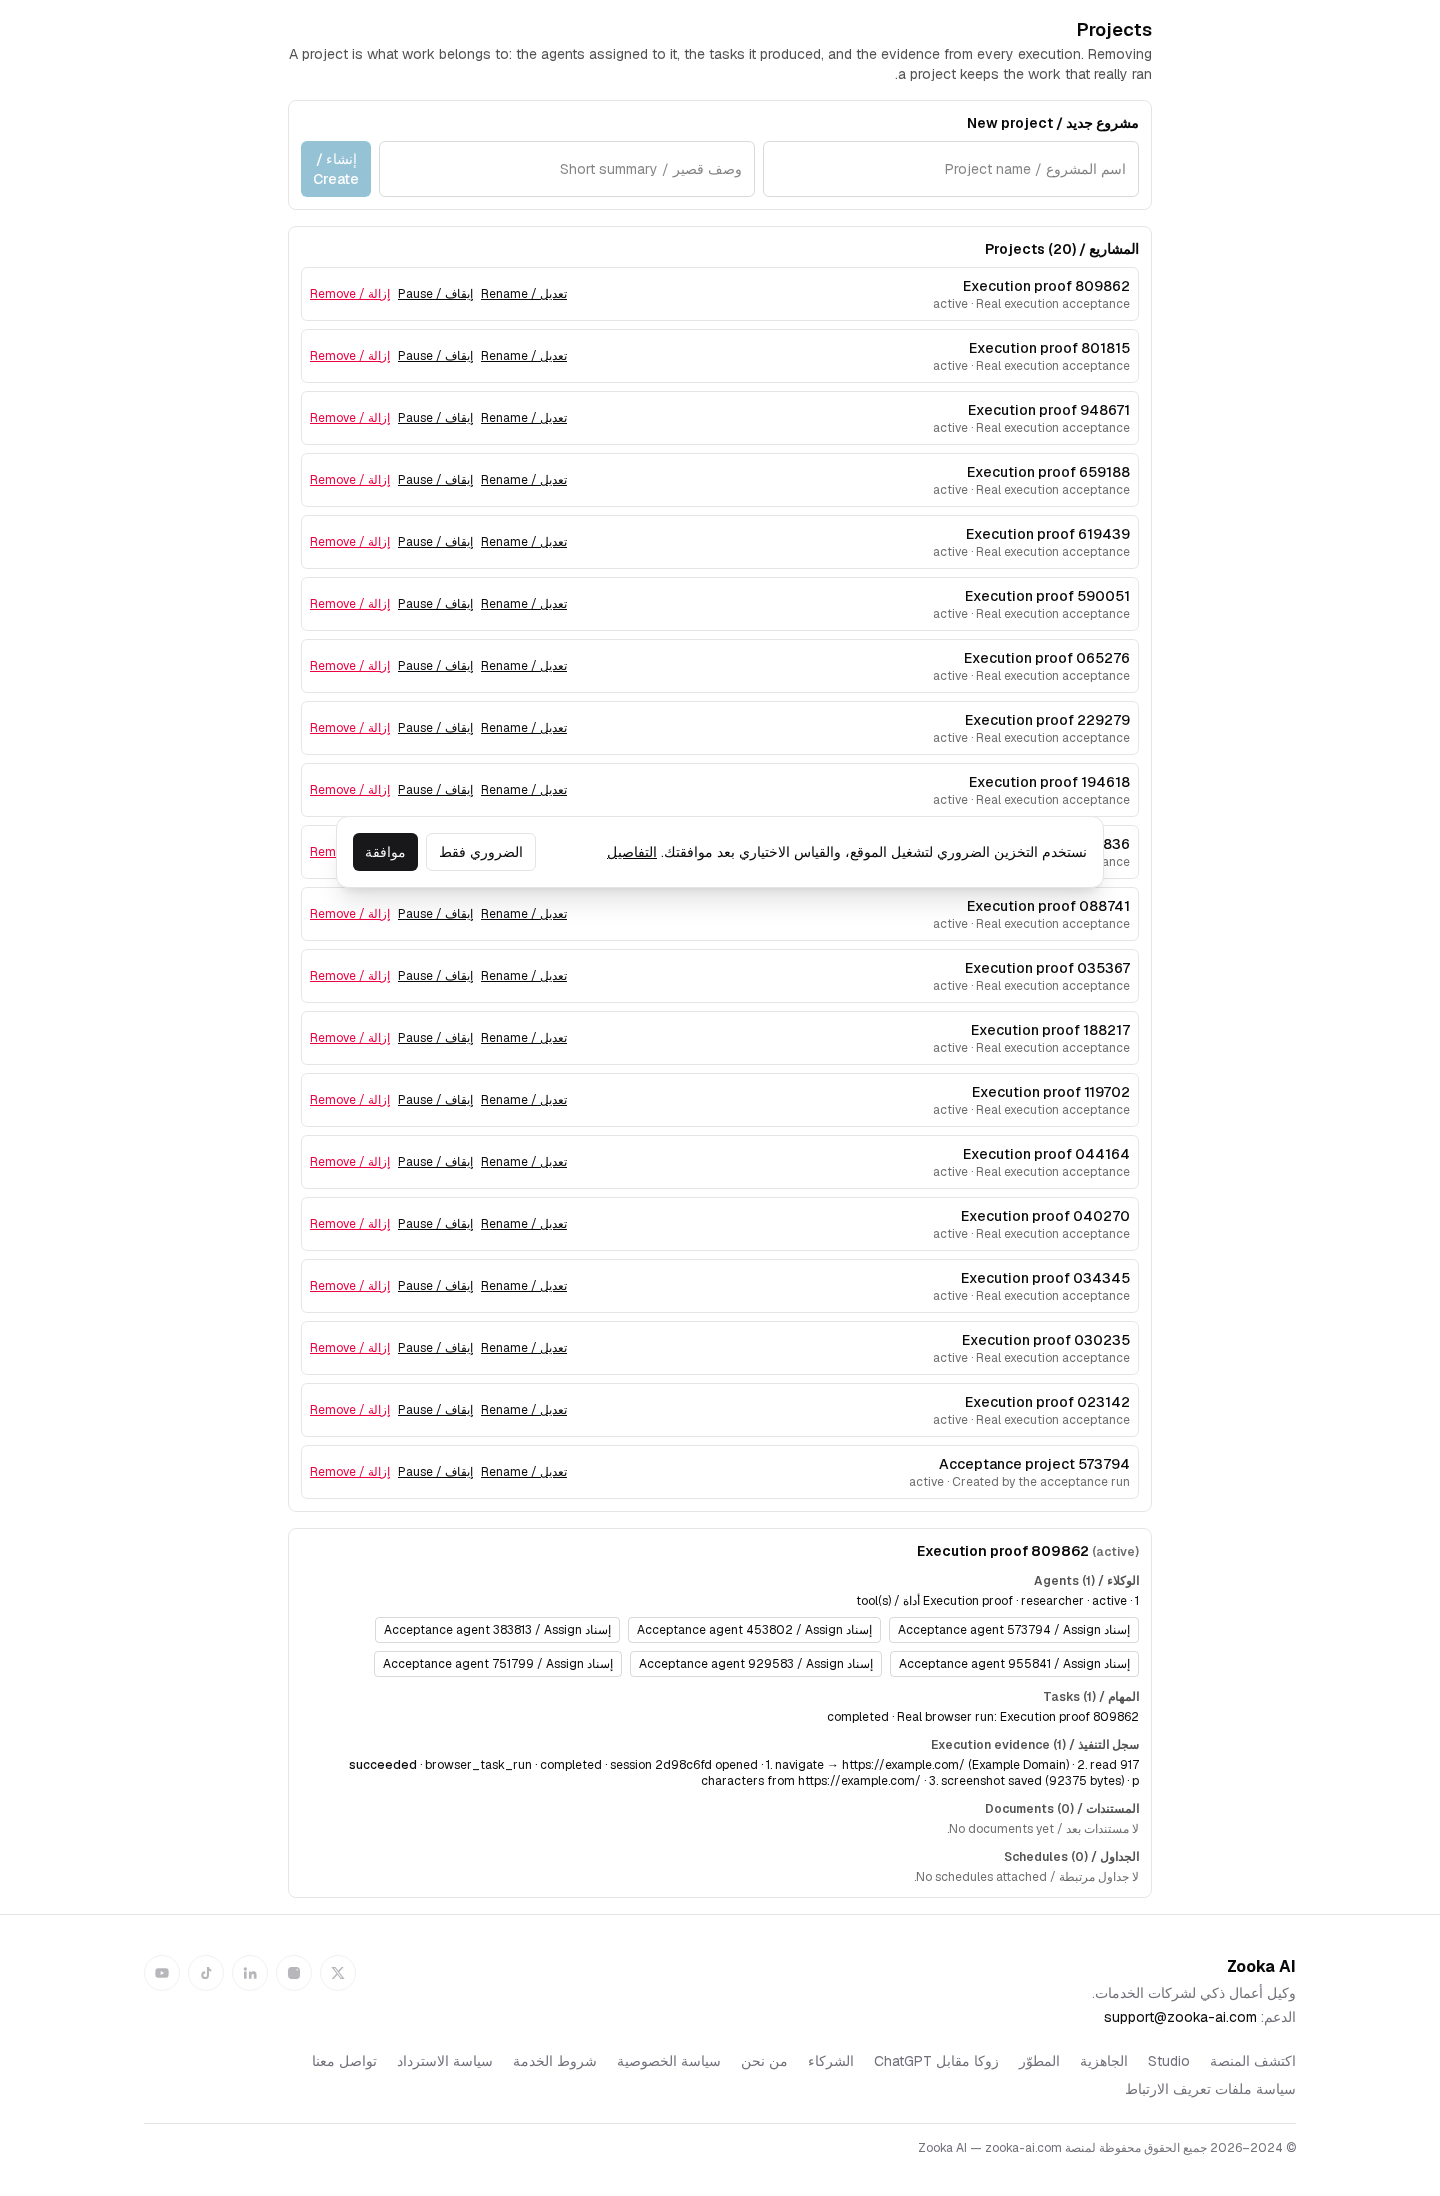 Projects
A project is what work belongs to: the agents assigned to it, the tasks it produced, and the evidence from every execution. Removing
a project keeps the work that really ran.
مشروع جديد / New project
اسم المشروع / Project name
وصف قصير / Short summary
إنشاء /
Create
المشاريع / Projects (20)
Execution proof 809862
active · Real execution acceptance
تعديل / Rename إيقاف / Pause إزالة / Remove
Execution proof 801815
active · Real execution acceptance
تعديل / Rename إيقاف / Pause إزالة / Remove
Execution proof 948671
active · Real execution acceptance
تعديل / Rename إيقاف / Pause إزالة / Remove
Execution proof 659188
active · Real execution acceptance
تعديل / Rename إيقاف / Pause إزالة / Remove
Execution proof 619439
active · Real execution acceptance
تعديل / Rename إيقاف / Pause إزالة / Remove
Execution proof 590051
active · Real execution acceptance
تعديل / Rename إيقاف / Pause إزالة / Remove
Execution proof 065276
active · Real execution acceptance
تعديل / Rename إيقاف / Pause إزالة / Remove
Execution proof 229279
active · Real execution acceptance
تعديل / Rename إيقاف / Pause إزالة / Remove
Execution proof 194618
active · Real execution acceptance
تعديل / Rename إيقاف / Pause إزالة / Remove
نستخدم التخزين الضروري لتشغيل الموقع، والقياس الاختياري بعد موافقتك. التفاصيل
الضروري فقط
موافقة
Execution proof 088741
active · Real execution acceptance
تعديل / Rename إيقاف / Pause إزالة / Remove
Execution proof 035367
active · Real execution acceptance
تعديل / Rename إيقاف / Pause إزالة / Remove
Execution proof 188217
active · Real execution acceptance
تعديل / Rename إيقاف / Pause إزالة / Remove
Execution proof 119702
active · Real execution acceptance
تعديل / Rename إيقاف / Pause إزالة / Remove
Execution proof 044164
active · Real execution acceptance
تعديل / Rename إيقاف / Pause إزالة / Remove
Execution proof 040270
active · Real execution acceptance
تعديل / Rename إيقاف / Pause إزالة / Remove
Execution proof 034345
active · Real execution acceptance
تعديل / Rename إيقاف / Pause إزالة / Remove
Execution proof 030235
active · Real execution acceptance
تعديل / Rename إيقاف / Pause إزالة / Remove
Execution proof 023142
active · Real execution acceptance
تعديل / Rename إيقاف / Pause إزالة / Remove
Acceptance project 573794
active · Created by the acceptance run
تعديل / Rename إيقاف / Pause إزالة / Remove
Execution proof 809862 (active)
الوكلاء / Agents (1)
Execution proof · researcher · active · 1 أداة / tool(s)
إسناد Acceptance agent 573794 / Assign
إسناد Acceptance agent 453802 / Assign
إسناد Acceptance agent 383813 / Assign
إسناد Acceptance agent 955841 / Assign
إسناد Acceptance agent 929583 / Assign
إسناد Acceptance agent 751799 / Assign
المهام / Tasks (1)
completed · Real browser run: Execution proof 809862
سجل التنفيذ / Execution evidence (1)
succeeded · browser_task_run · completed · session 2d98c6fd opened · 1. navigate → https://example.com/ (Example Domain) · 2. read 917
characters from https://example.com/ · 3. screenshot saved (92375 bytes) · p
المستندات / Documents (0)
لا مستندات بعد / No documents yet.
الجداول / Schedules (0)
لا جداول مرتبطة / No schedules attached.
Zooka AI
وكيل أعمال ذكي لشركات الخدمات.
الدعم: support@zooka-ai.com
اكتشف المنصة Studio الجاهزية المطوّر زوكا مقابل ChatGPT الشركاء من نحن سياسة الخصوصية شروط الخدمة سياسة الاسترداد تواصل معنا
سياسة ملفات تعريف الارتباط
© 2024–2026 جميع الحقوق محفوظة لمنصة Zooka AI — zooka-ai.com